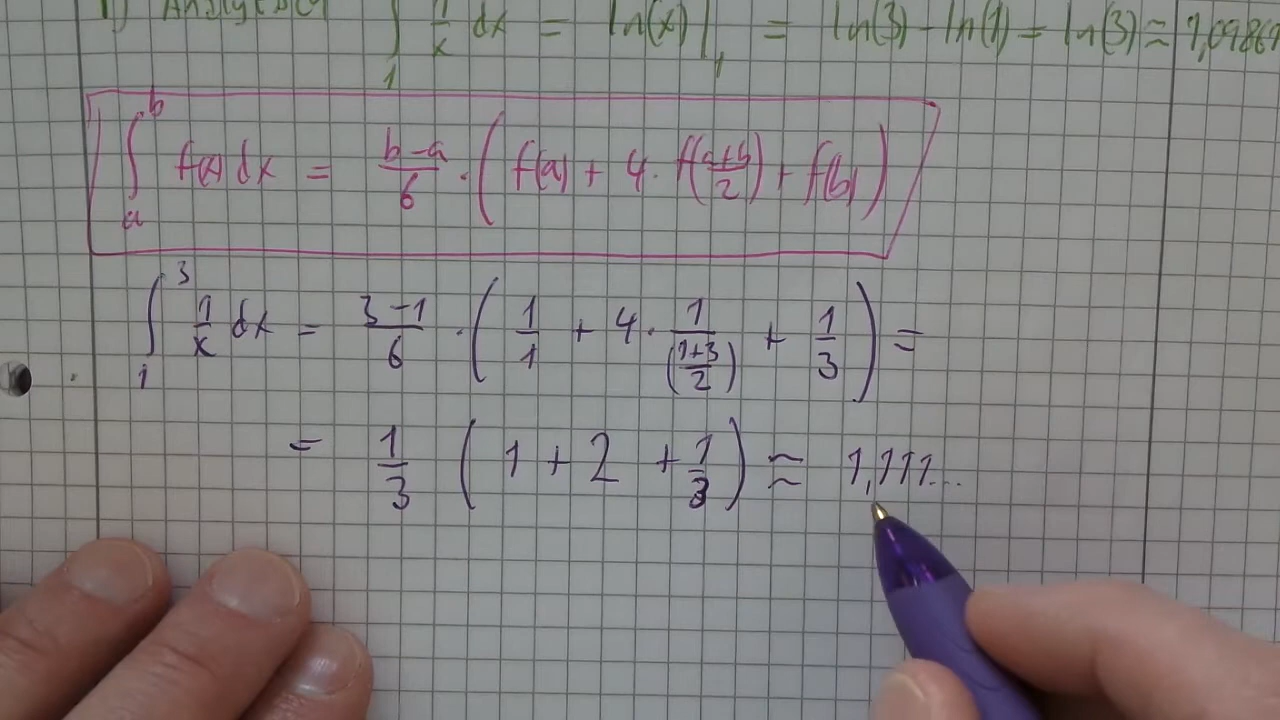 ∫₁ 1/x dx = ln(x)|₁ = ln(3) - ln(1) = ln(3) ≈ 1,0986
∫ₐᵇ f(x) dx = (b-a)/6 · ( f(a) + 4 · f((a+b)/2) + f(b) )
∫₁³ 1/x dx = (3-1)/6 · ( 1/1 + 4 · 1/((1+3)/2) + 1/3 ) =
= 1/3 ( 1 + 2 + 1/3 ) ≈ 1,111...